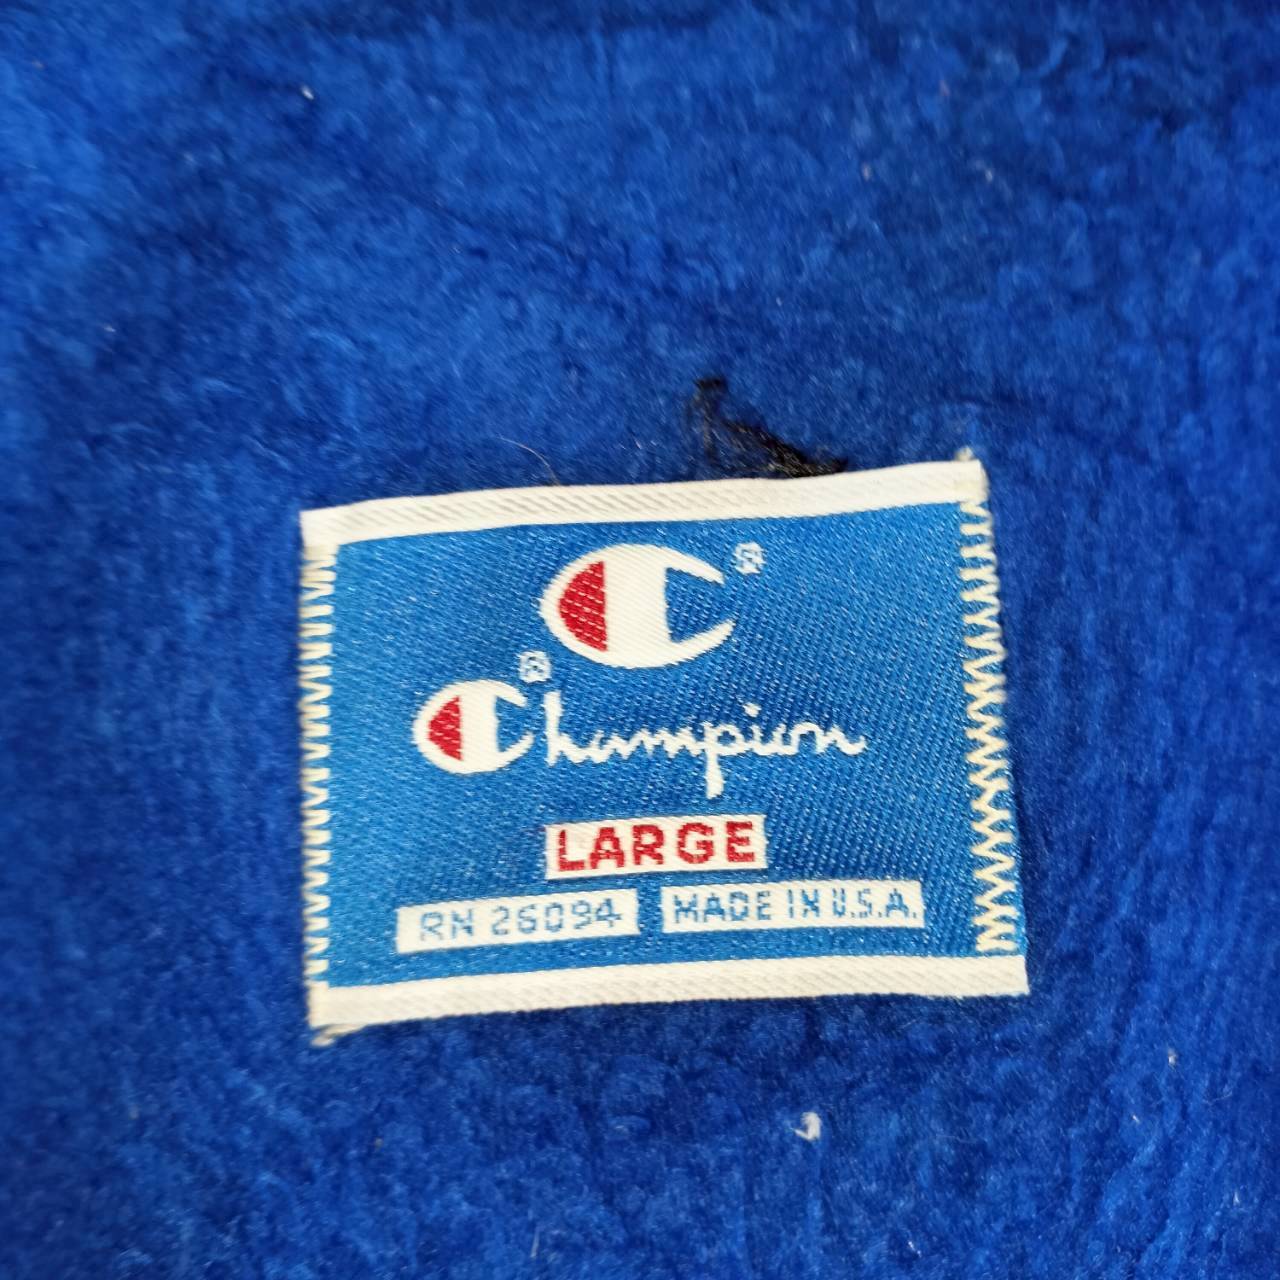 ®
®
Champion
LARGE
RN 26094 MADE IN U.S.A.